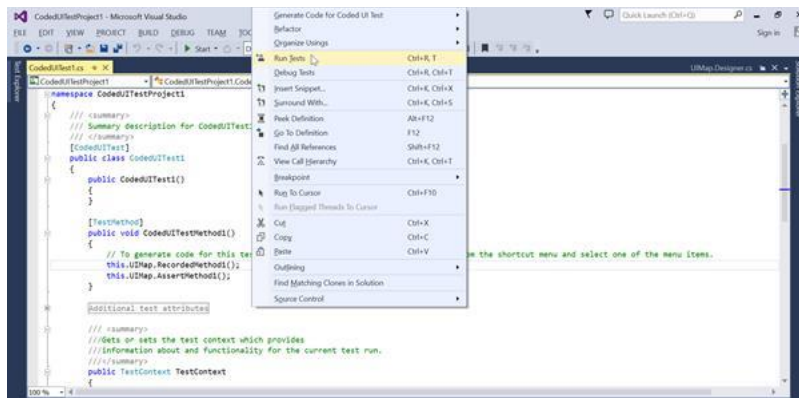 CodedUITestProject1 - Microsoft Visual Studio
Quick Launch (Ctrl+Q)
FILE EDIT VIEW PROJECT BUILD DEBUG TEAM
Sign in
Start
CodedUITest1.cs
UIMap.Designer.cs
CodedUITestProject1
CodedUITestProject1.Code
Test Explorer
namespace CodedUITestProject1
{
/// <summary>
/// Summary description for CodedUITest
/// </summary>
[CodedUITest]
public class CodedUITest1
{
public CodedUITest1()
{
}
[TestMethod]
public void CodedUITestMethod1()
{
// To generate code for this te
om the shortcut menu and select one of the menu items.
this.UIMap.RecordedMethod1();
this.UIMap.AssertMethod1();
}
Additional test attributes
/// <summary>
///Gets or sets the test context which provides
///information about and functionality for the current test run.
///</summary>
public TestContext TestContext
{
100 %
Generate Code for Coded UI Test
Refactor
Organize Usings
Run Tests Ctrl+R, T
Debug Tests Ctrl+R, Ctrl+T
Insert Snippet... Ctrl+K, Ctrl+X
Surround With... Ctrl+K, Ctrl+S
Peek Definition Alt+F12
Go To Definition F12
Find All References Shift+F12
View Call Hierarchy Ctrl+K, Ctrl+T
Breakpoint
Run To Cursor Ctrl+F10
Run Flagged Threads To Cursor
Cut Ctrl+X
Copy Ctrl+C
Paste Ctrl+V
Outlining
Find Matching Clones in Solution
Source Control